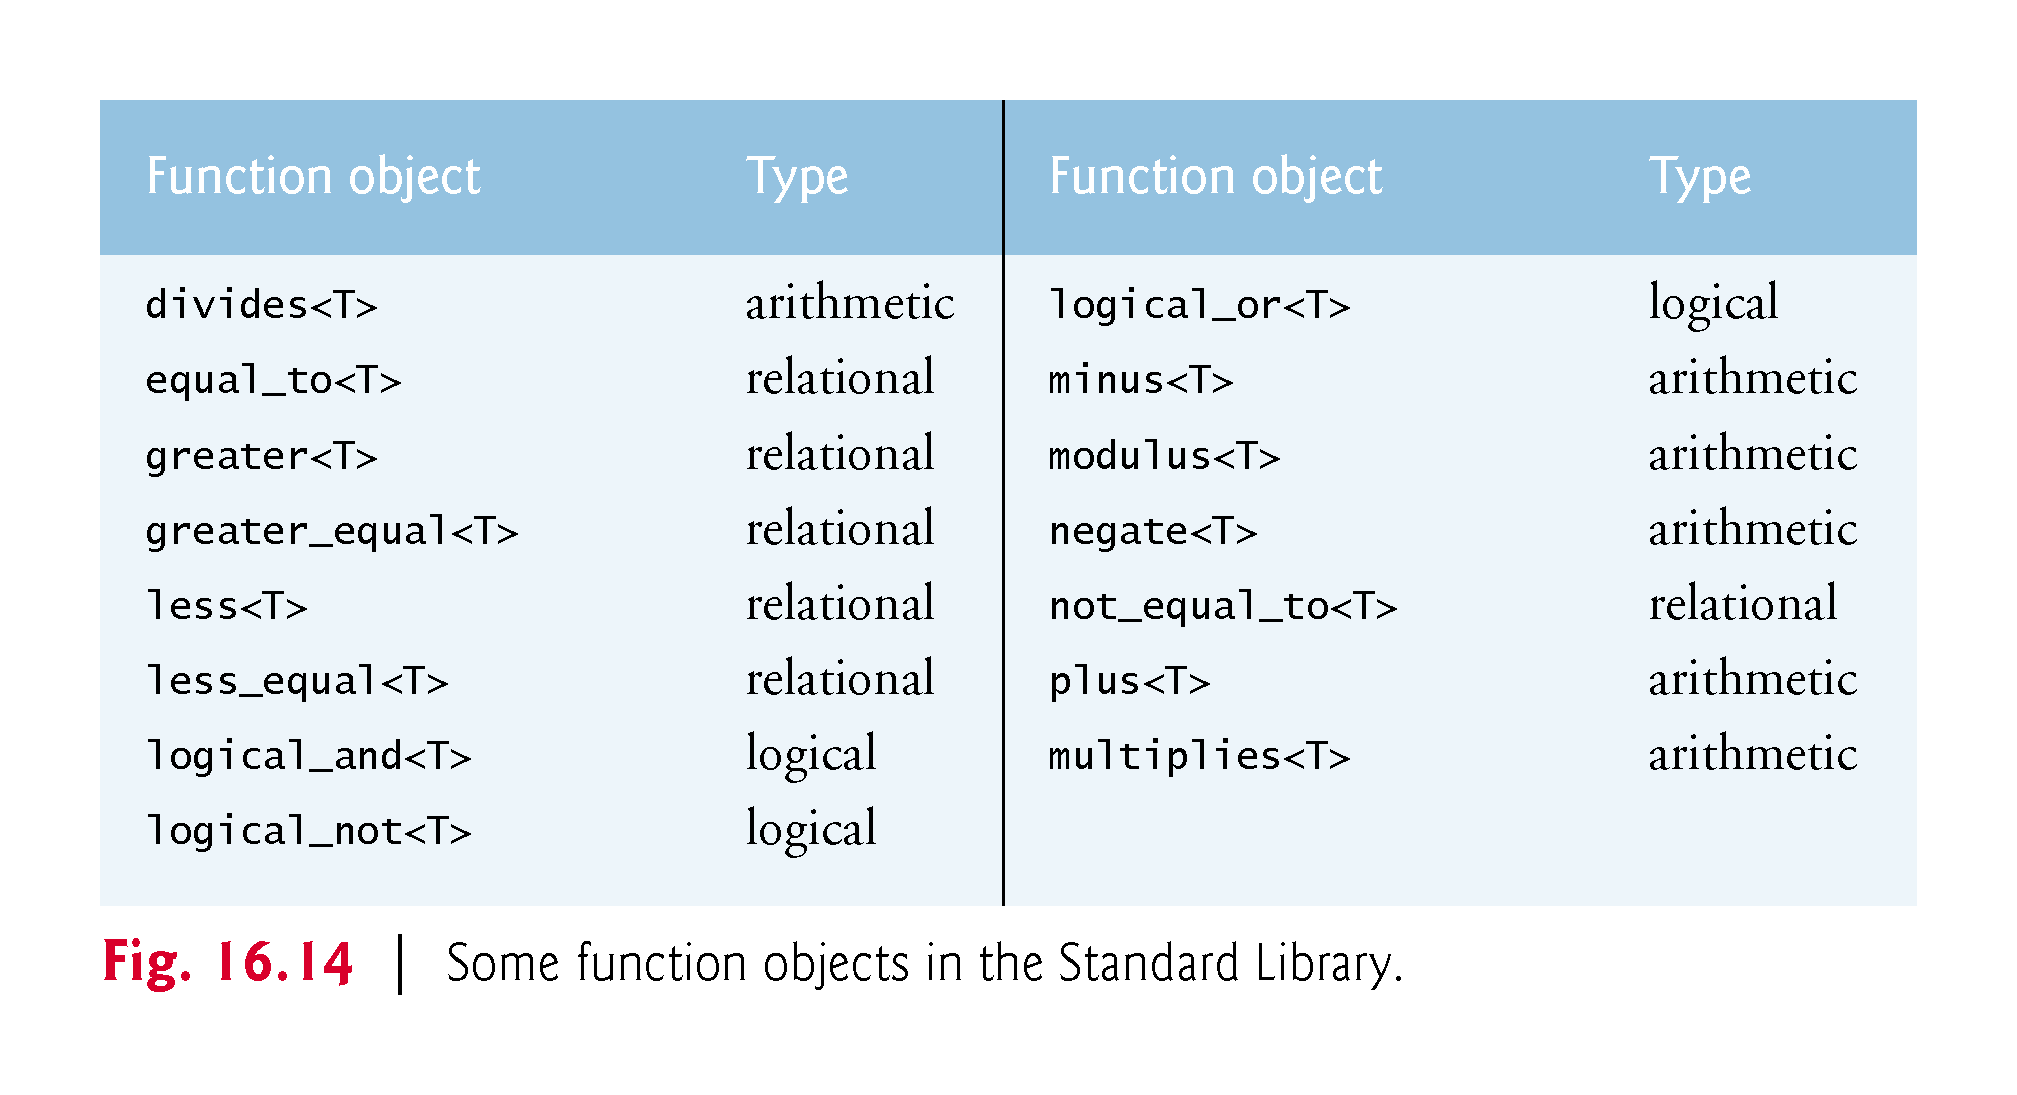 Function object Type Function object Type
divides<T> arithmetic logical_or<T> logical
equal_to<T> relational minus<T> arithmetic
greater<T> relational modulus<T> arithmetic
greater_equal<T> relational negate<T> arithmetic
less<T> relational not_equal_to<T> relational
less_equal<T> relational plus<T> arithmetic
logical_and<T> logical multiplies<T> arithmetic
logical_not<T> logical
Fig. 16.14 | Some function objects in the Standard Library.